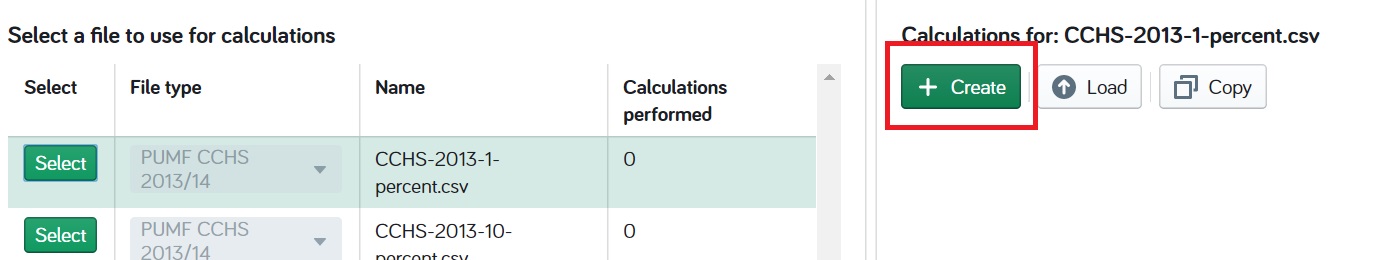 Select a file to use for calculations
Select
File type
Name
Calculations
performed
Select
PUMF CCHS
2013/14
CCHS-2013-1-
percent.csv
0
Select
PUMF CCHS
2013/14
CCHS-2013-10-
percent.csv
0
Calculations for: CCHS-2013-1-percent.csv
+ Create
Load
Copy